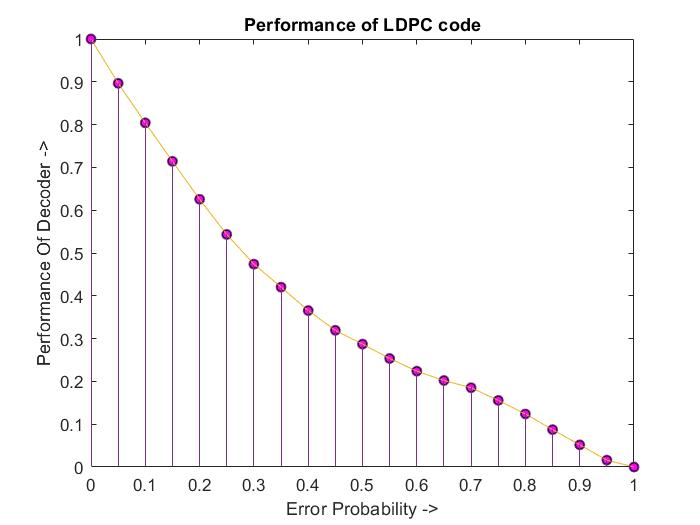 Performance of LDPC code
Performance Of Decoder ->
1
0.9
0.8
0.7
0.6
0.5
0.4
0.3
0.2
0.1
0
0 0.1 0.2 0.3 0.4 0.5 0.6 0.7 0.8 0.9 1
Error Probability ->